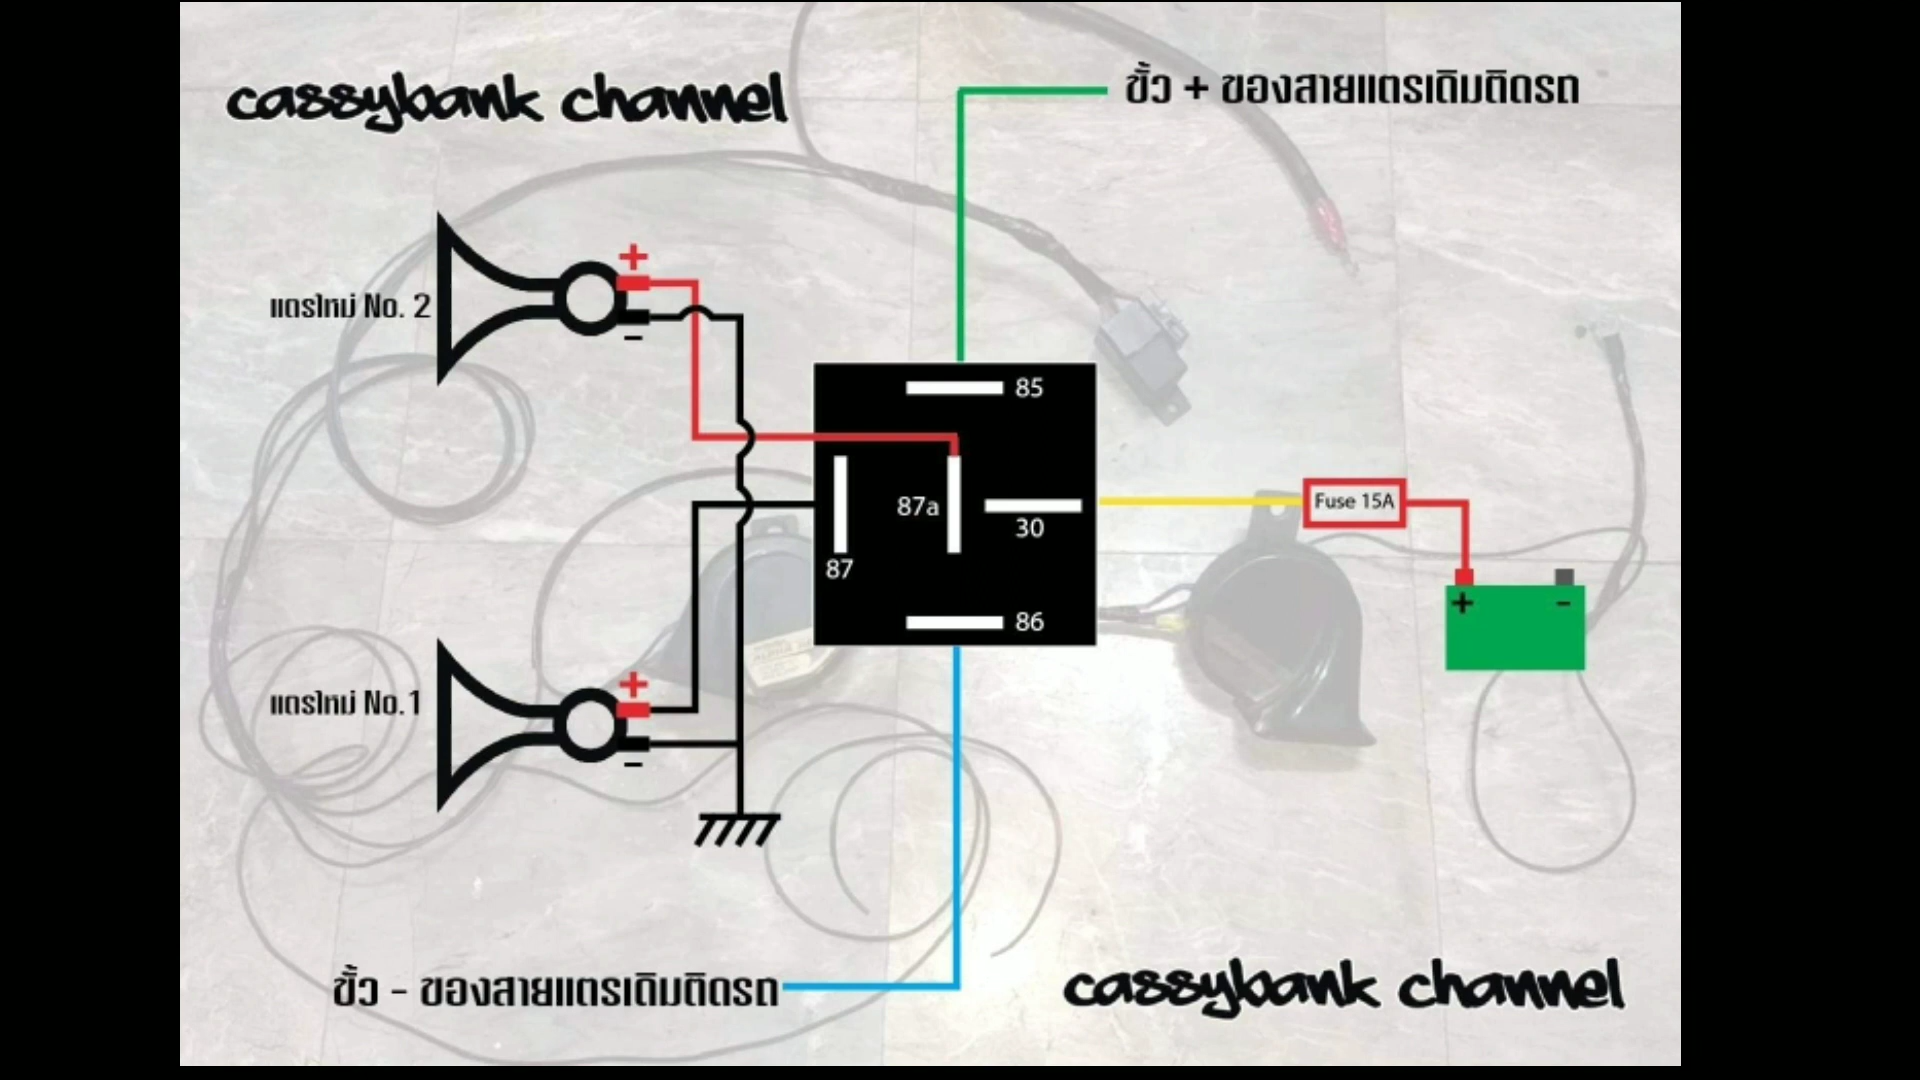 cassybank channel
ขั้ว + ของสายแตรเดิมติดรถ
แตรใหม่ No. 2
+
-
85
87a
30
87
86
Fuse 15A
+ -
แตรใหม่ No.1
+
-
ขั้ว - ของสายแตรเดิมติดรถ
cassybank channel